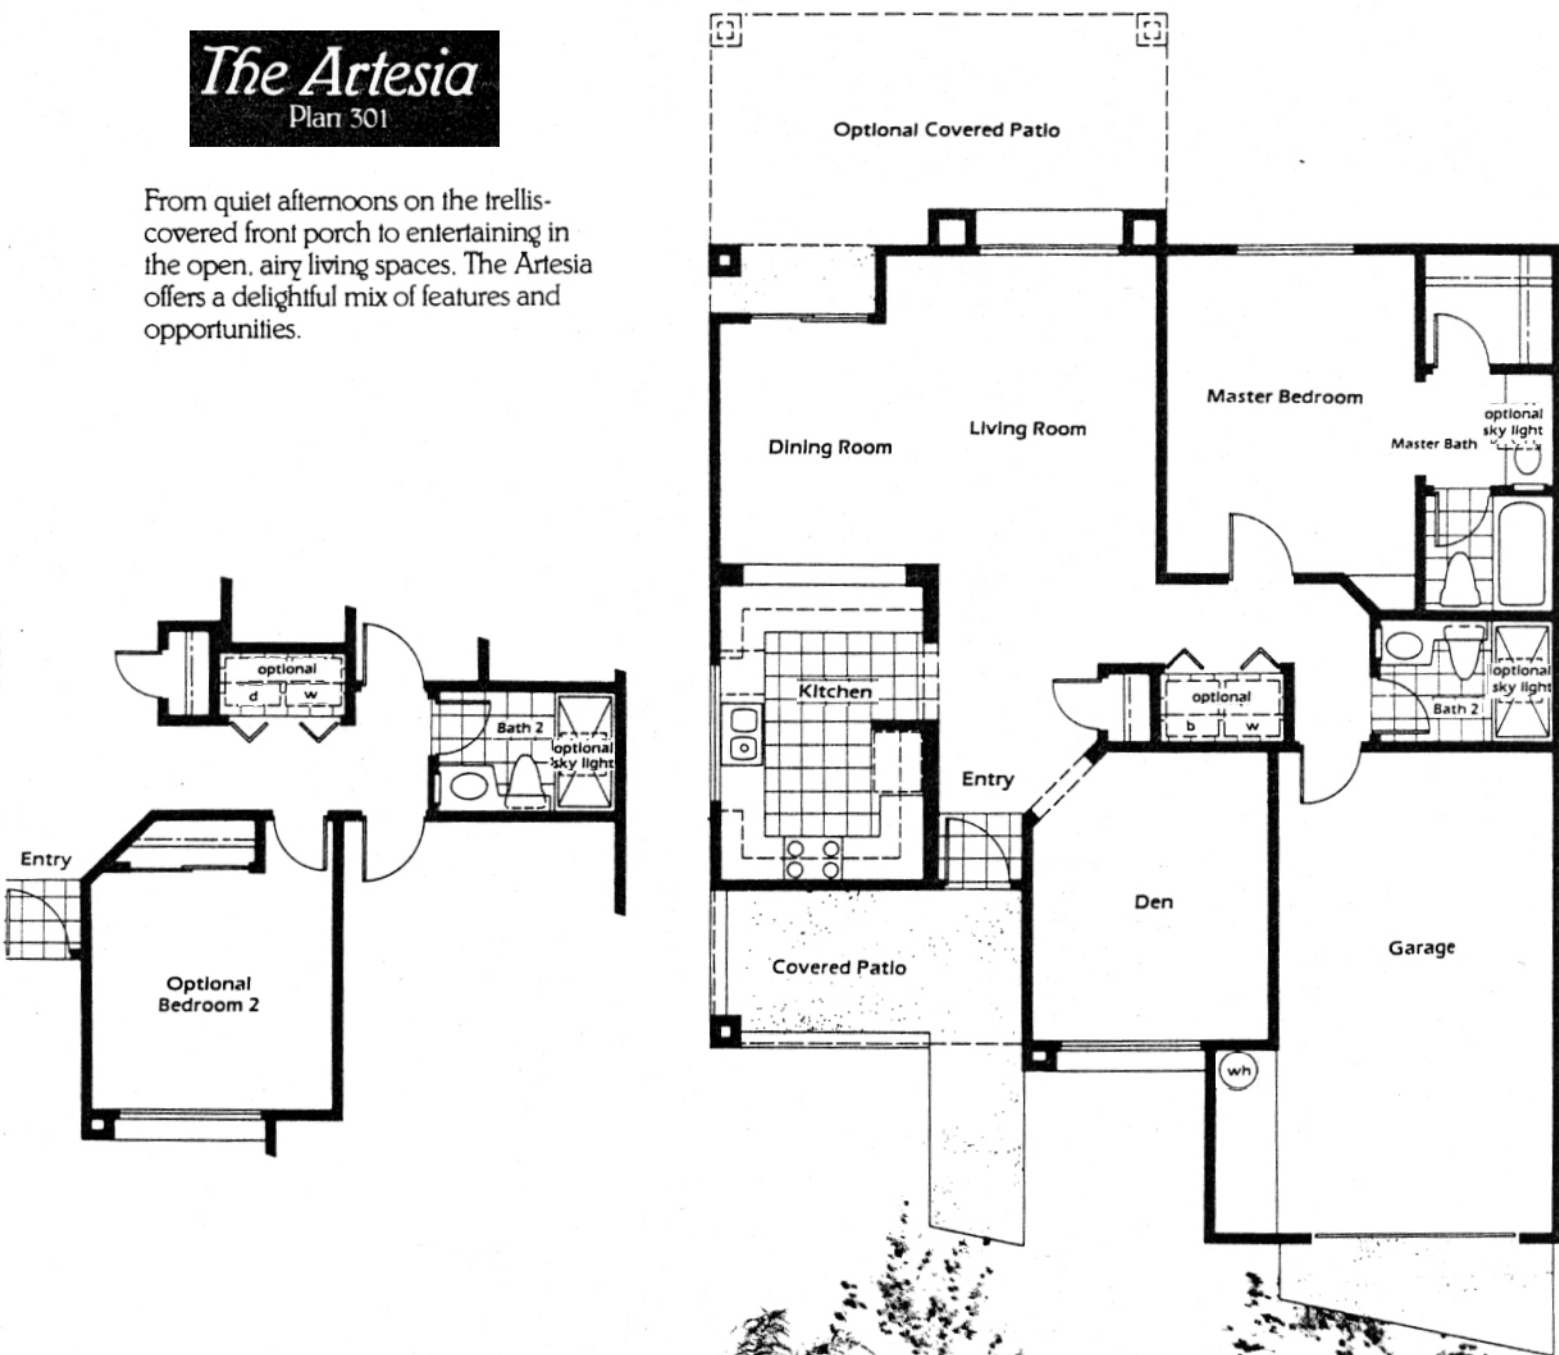 The Artesia
Plan 301
From quiet afternoons on the trellis-
covered front porch to entertaining in
the open, airy living spaces. The Artesia
offers a delightful mix of features and
opportunities.
Optional Covered Patio
Master Bedroom
optional
sky light
Master Bath
Living Room
Dining Room
Kitchen
optional
b
w
optional
sky light
Bath 2
Entry
Den
Garage
Covered Patio
wh
optional
d
w
Bath 2
optional
sky light
Entry
Optional
Bedroom 2